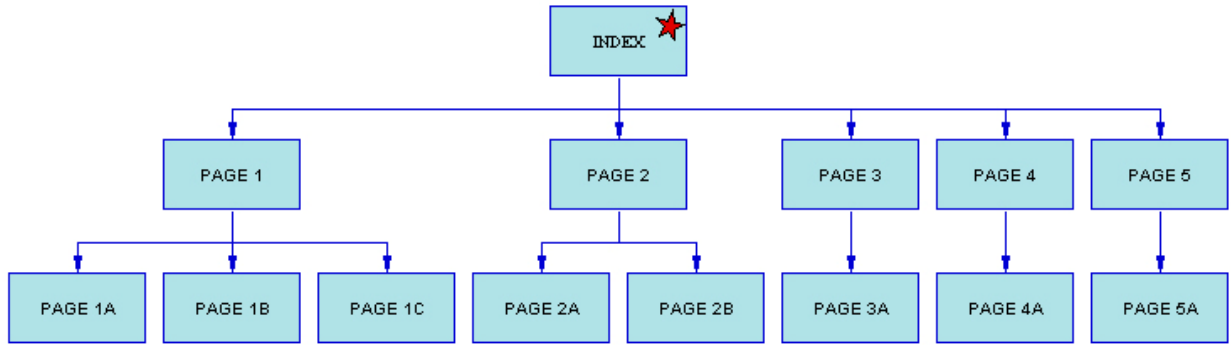 INDEX
PAGE 1
PAGE 2
PAGE 3
PAGE 4
PAGE 5
PAGE 1A
PAGE 1B
PAGE 1C
PAGE 2A
PAGE 2B
PAGE 3A
PAGE 4A
PAGE 5A